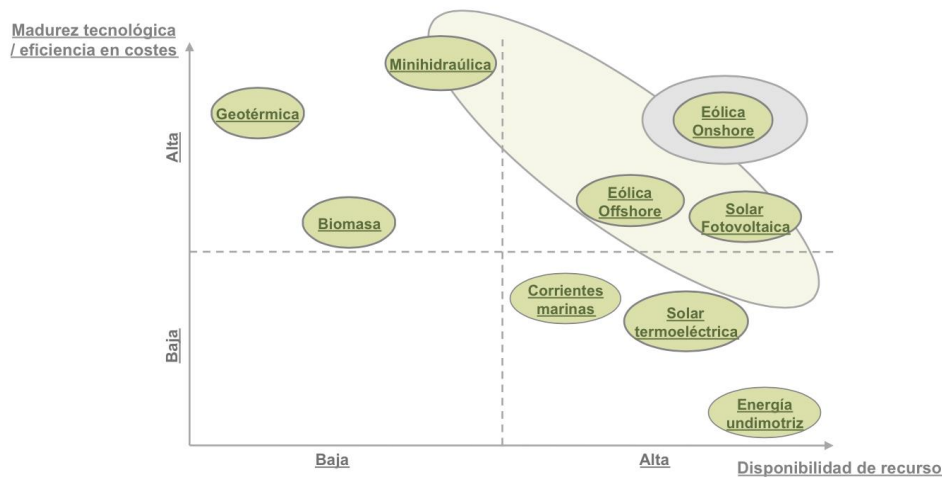 Madurez tecnológica
/ eficiencia en costes
Minihidraúlica
Geotérmica
Eólica
Onshore
Alta
Eólica
Offshore
Solar
Fotovoltaica
Biomasa
Corrientes
marinas
Solar
termoeléctrica
Baja
Energía
undimotriz
Baja
Alta
Disponibilidad de recurso